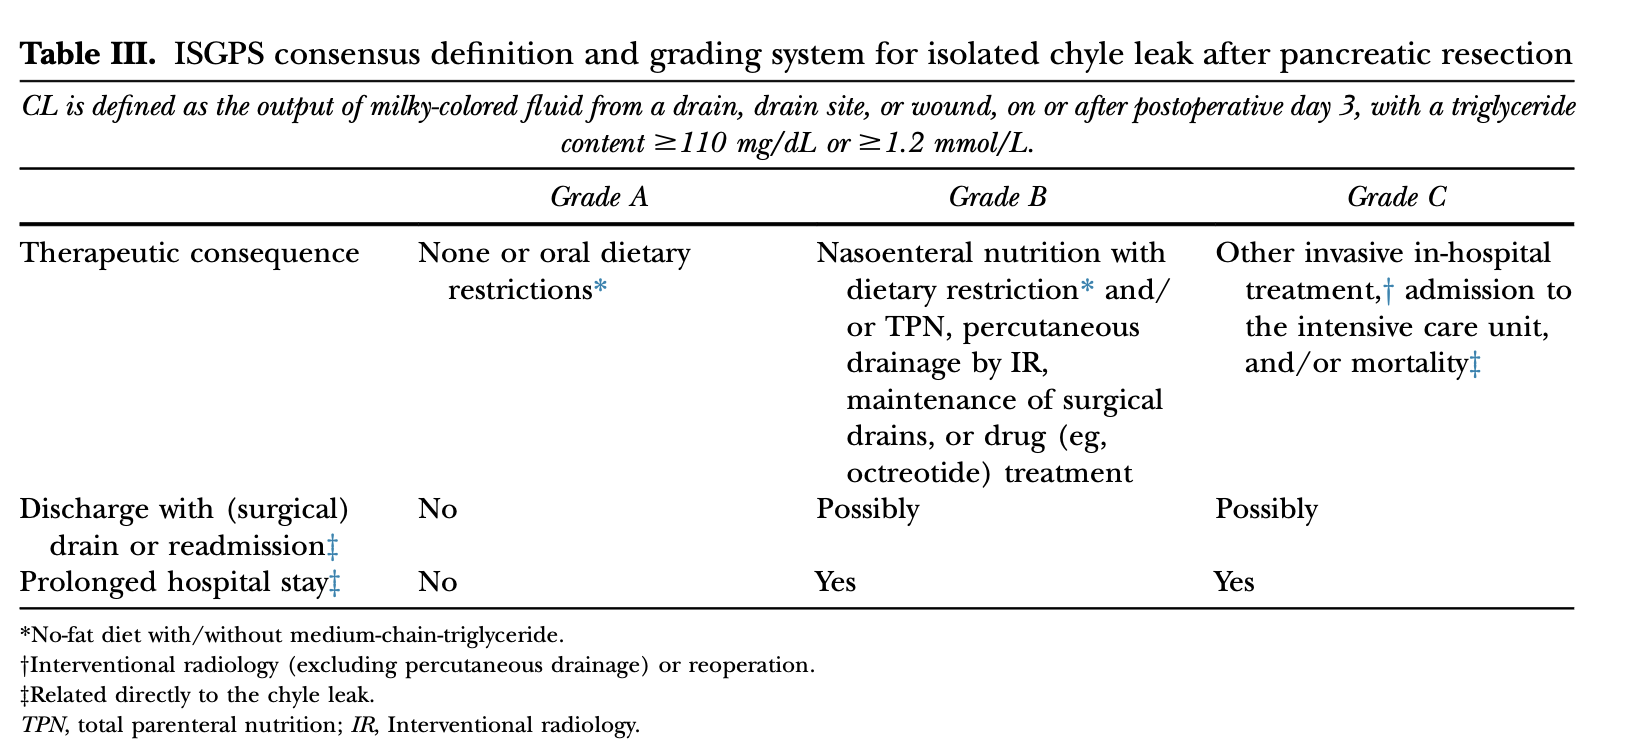 Table III. ISGPS consensus definition and grading system for isolated chyle leak after pancreatic resection
CL is defined as the output of milky-colored fluid from a drain, drain site, or wound, on or after postoperative day 3, with a triglyceride
content ≥110 mg/dL or ≥1.2 mmol/L.
Grade A Grade B Grade C
Therapeutic consequence None or oral dietary Nasoenteral nutrition with Other invasive in-hospital
restrictions* dietary restriction* and/ treatment,† admission to
or TPN, percutaneous the intensive care unit,
drainage by IR, and/or mortality‡
maintenance of surgical
drains, or drug (eg,
octreotide) treatment
Discharge with (surgical) No Possibly Possibly
drain or readmission‡
Prolonged hospital stay‡ No Yes Yes
*No-fat diet with/without medium-chain-triglyceride.
†Interventional radiology (excluding percutaneous drainage) or reoperation.
‡Related directly to the chyle leak.
TPN, total parenteral nutrition; IR, Interventional radiology.